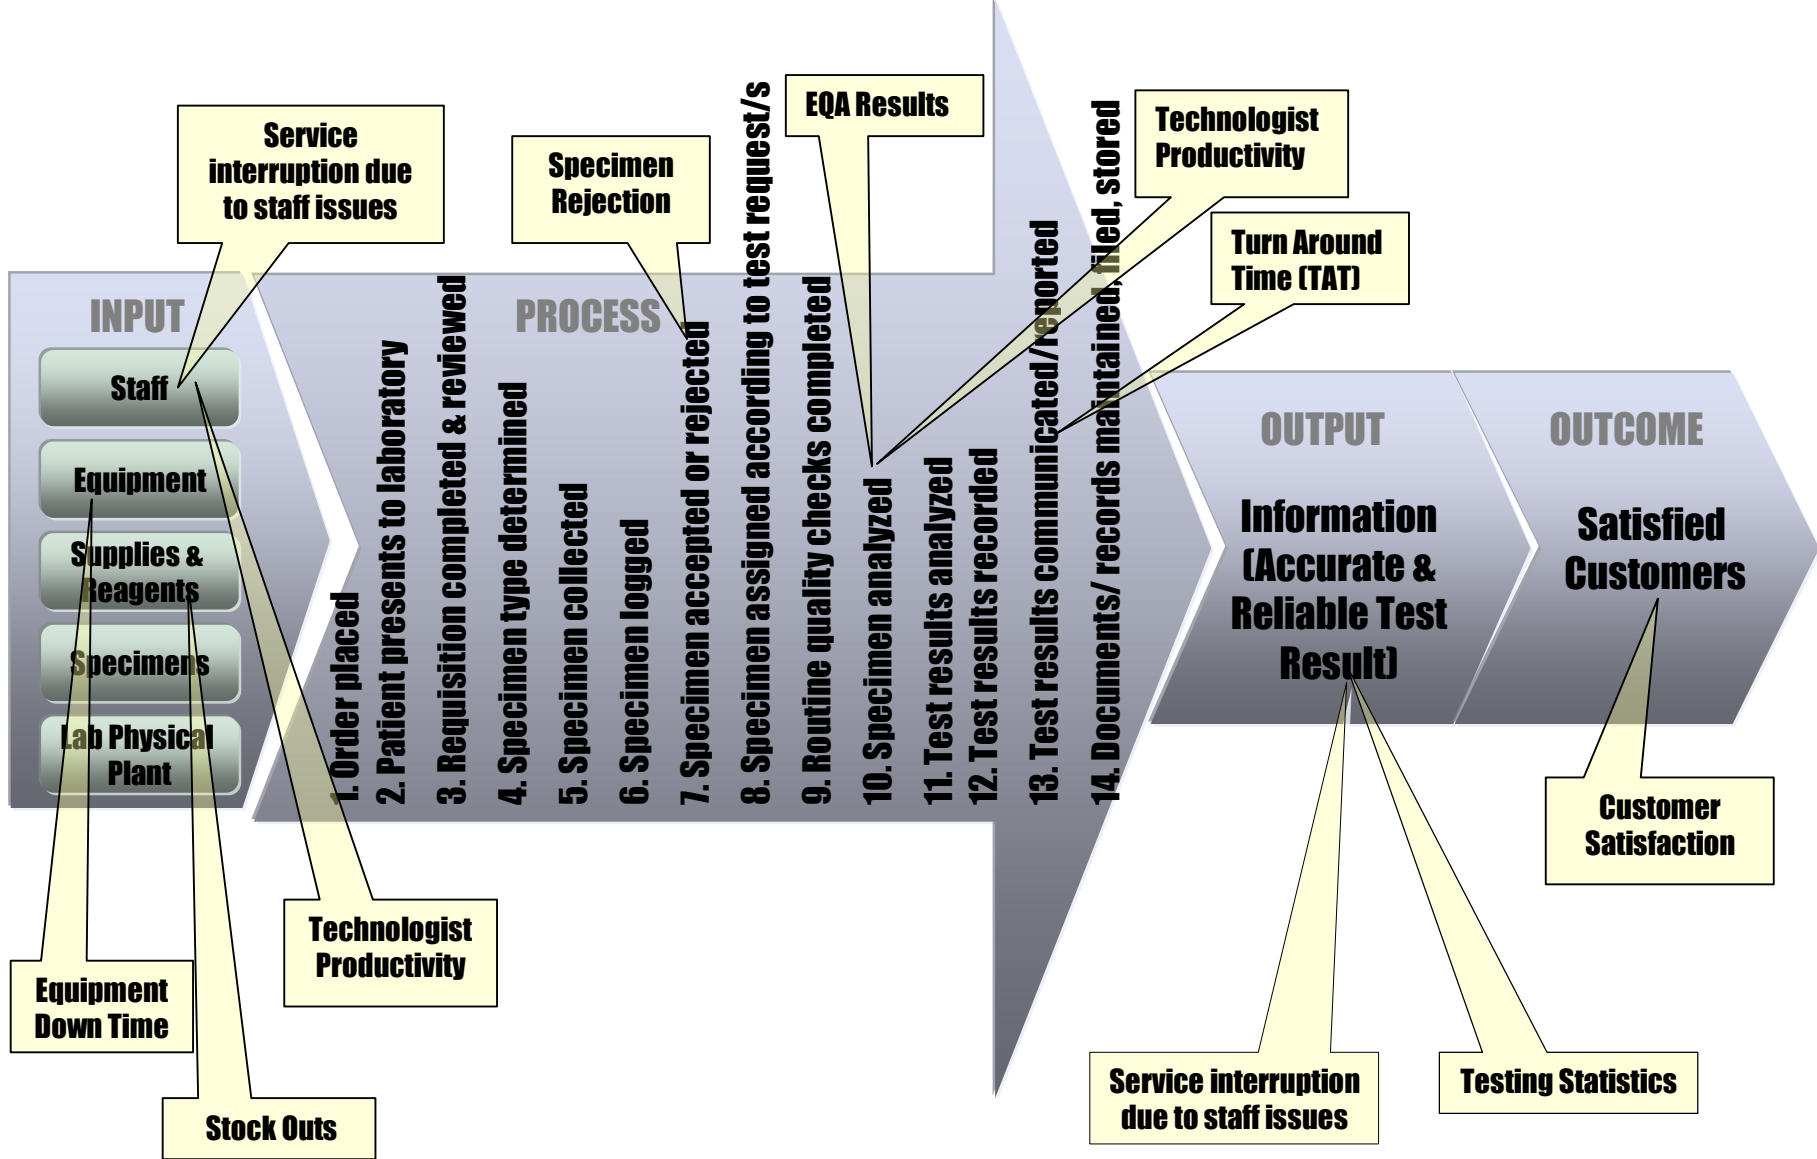 Service
interruption due
to staff issues
Specimen
Rejection
EQA Results
Technologist
Productivity
Turn Around
Time (TAT)
INPUT
Staff
Equipment
Supplies &
Reagents
Specimens
Lab Physical
Plant
PROCESS
1. Order placed
2. Patient presents to laboratory
3. Requisition completed & reviewed
4. Specimen type determined
5. Specimen collected
6. Specimen logged
7. Specimen accepted or rejected
8. Specimen assigned according to test request/s
9. Routine quality checks completed
10. Specimen analyzed
11. Test results analyzed
12. Test results recorded
13. Test results communicated/reported
14. Documents/ records maintained, filed, stored
OUTPUT
Information
(Accurate &
Reliable Test
Result)
OUTCOME
Satisfied
Customers
Customer
Satisfaction
Technologist
Productivity
Equipment
Down Time
Stock Outs
Service interruption
due to staff issues
Testing Statistics